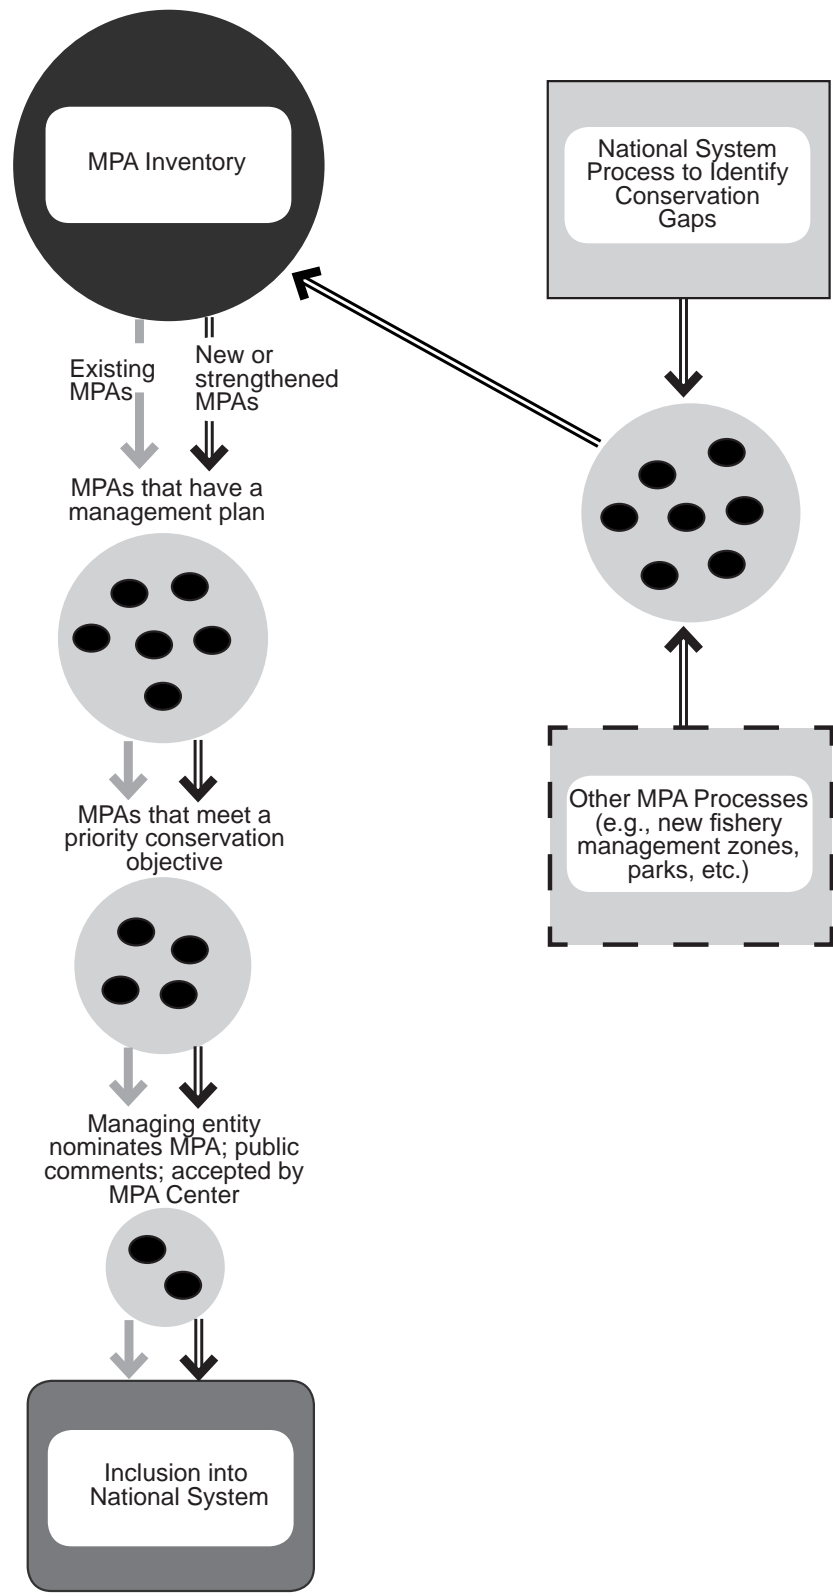 MPA Inventory
National System
Process to Identify
Conservation
Gaps
Existing
MPAs
New or
strengthened
MPAs
MPAs that have a
management plan
MPAs that meet a
priority conservation
objective
Other MPA Processes
(e.g., new fishery
management zones,
parks, etc.)
Managing entity
nominates MPA; public
comments; accepted by
MPA Center
Inclusion into
National System